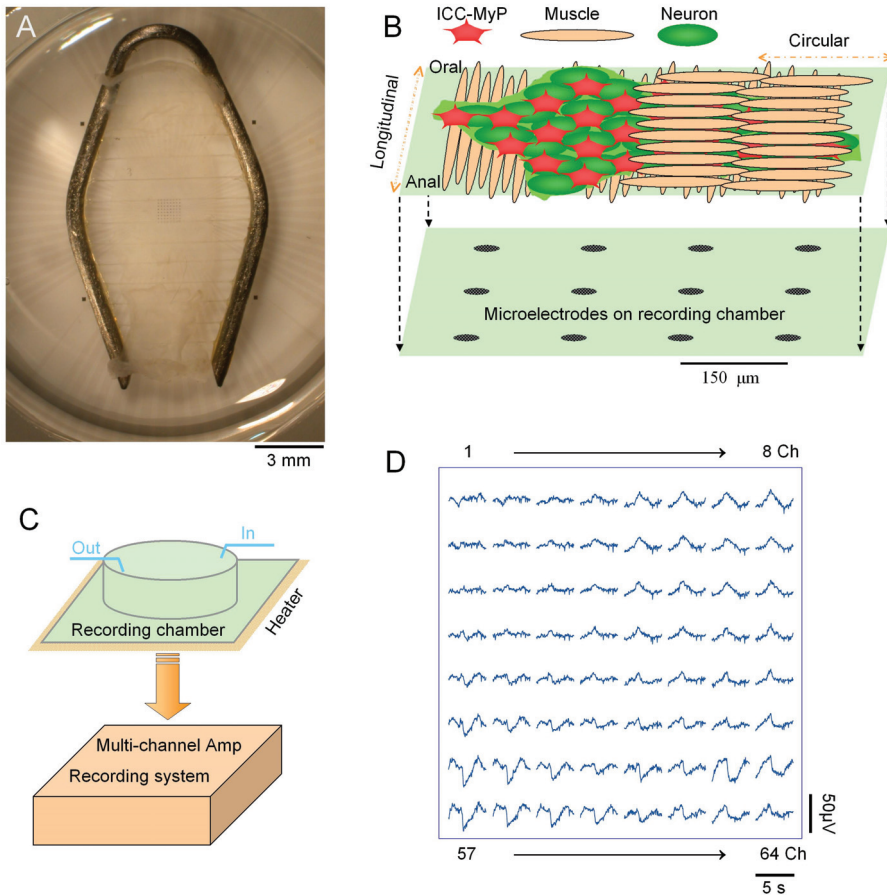 A
3 mm
B
ICC-MyP
Muscle
Neuron
Circular
Longitudinal
Oral
Anal
Microelectrodes on recording chamber
150 μm
C
Out
In
Recording chamber
Heater
Multi-channel Amp
Recording system
D
1
8 Ch
57
64 Ch
50μV
5 s